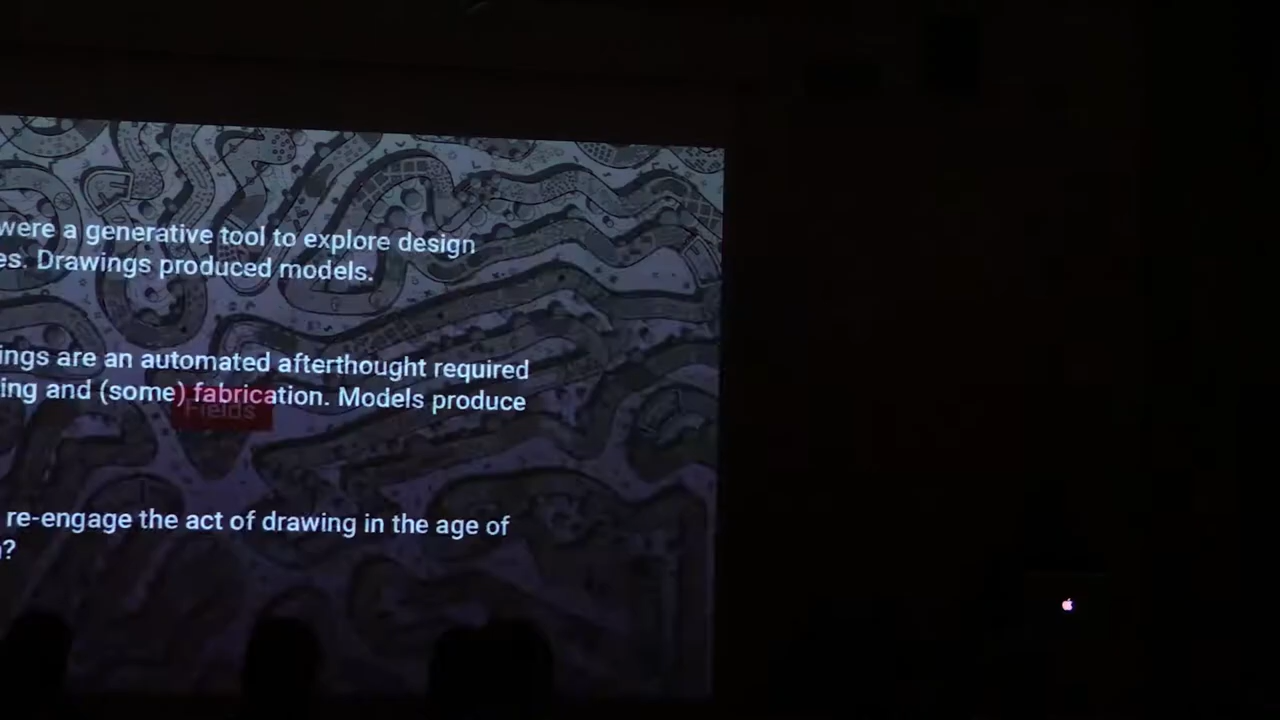 were a generative tool to explore design
es. Drawings produced models.
ings are an automated afterthought required
ing and (some) fabrication. Models produce
Fields
re-engage the act of drawing in the age of
?